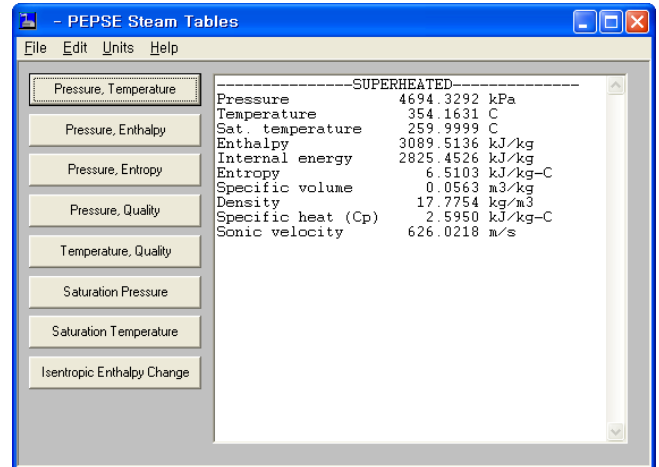 - PEPSE Steam Tables
File Edit Units Help
Pressure, Temperature
Pressure, Enthalpy
Pressure, Entropy
Pressure, Quality
Temperature, Quality
Saturation Pressure
Saturation Temperature
Isentropic Enthalpy Change
---------------SUPERHEATED--------------
Pressure 4694.3292 kPa
Temperature 354.1631 C
Sat. temperature 259.9999 C
Enthalpy 3089.5136 kJ/kg
Internal energy 2825.4526 kJ/kg
Entropy 6.5103 kJ/kg-C
Specific volume 0.0563 m3/kg
Density 17.7754 kg/m3
Specific heat (Cp) 2.5950 kJ/kg-C
Sonic velocity 626.0218 m/s